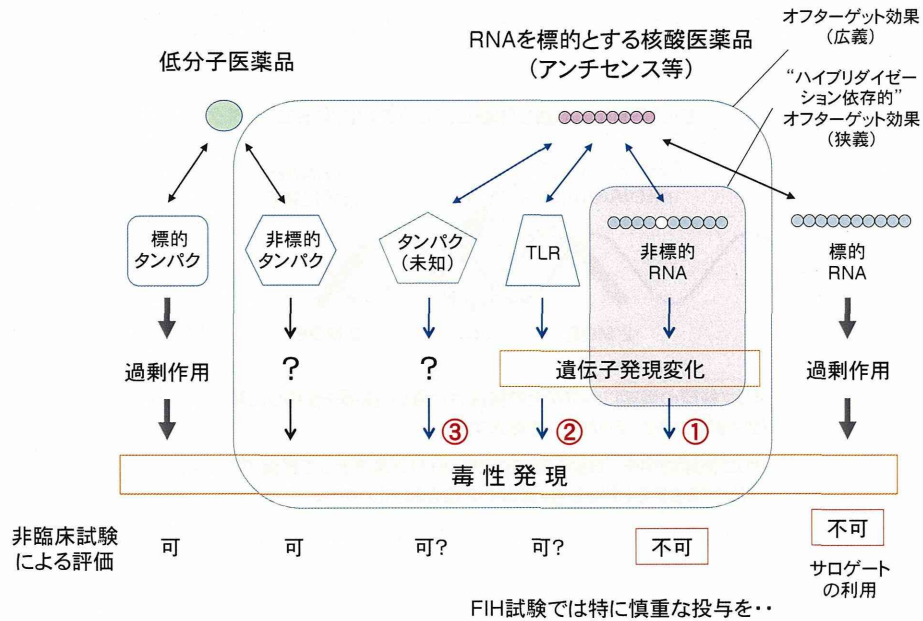 オフターゲット効果
(広義)
RNAを標的とする核酸医薬品
(アンチセンス等)
低分子医薬品
“ハイブリダイゼー
ション依存的”
オフターゲット効果
(狭義)
標的
タンパク
非標的
タンパク
タンパク
(未知)
TLR
非標的
RNA
標的
RNA
過剰作用
?
?
遺伝子発現変化
過剰作用
③
②
①
毒性発現
非臨床試験
による評価
可
可
可?
可?
不可
不可
サロゲート
の利用
FIH試験では特に慎重な投与を・・